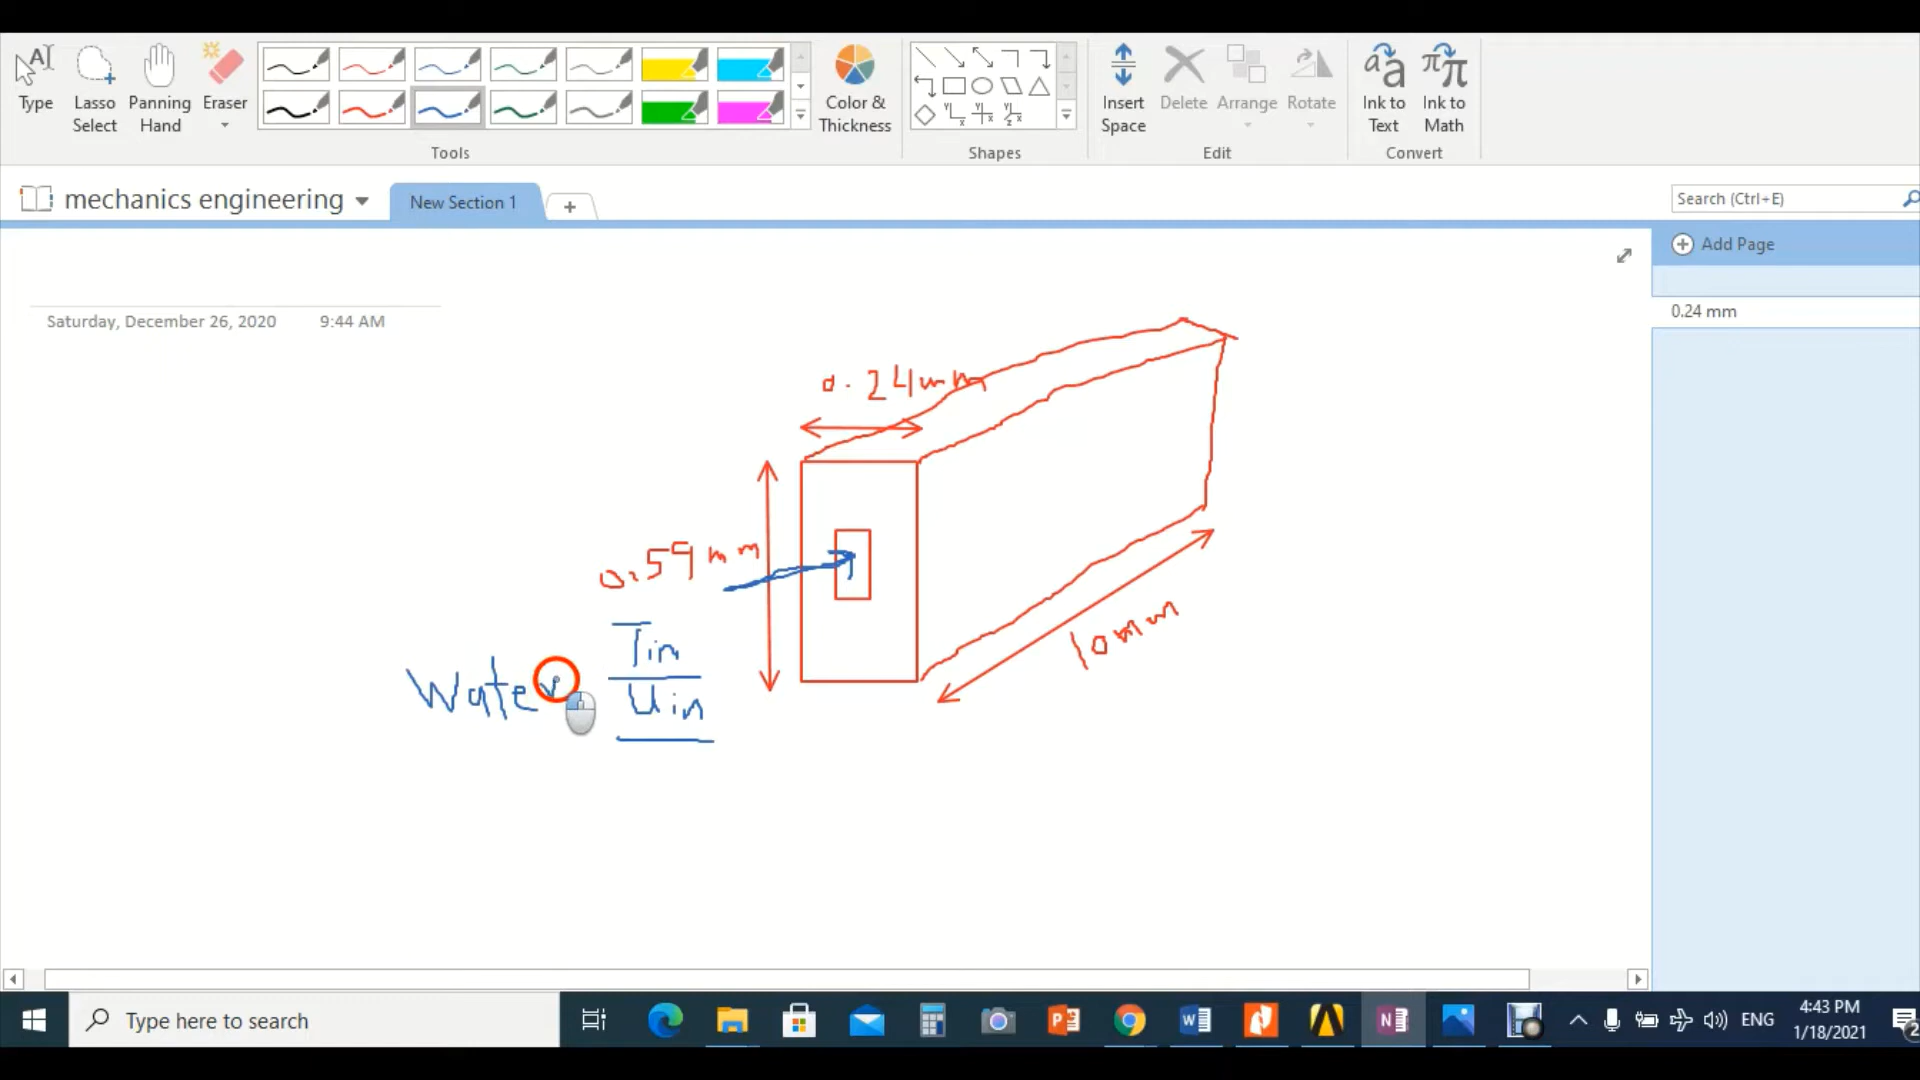 Type
Lasso Select
Panning Hand
Eraser
Color & Thickness
Insert Space
Delete
Arrange
Rotate
Ink to Text
Ink to Math
Tools
Shapes
Edit
Convert
mechanics engineering
New Section 1
Search (Ctrl+E)
Add Page
0.24 mm
Saturday, December 26, 2020 9:44 AM
0.24mm
0.59mm
10mm
Tin
Water
Uin
Type here to search
ENG
4:43 PM
1/18/2021
2